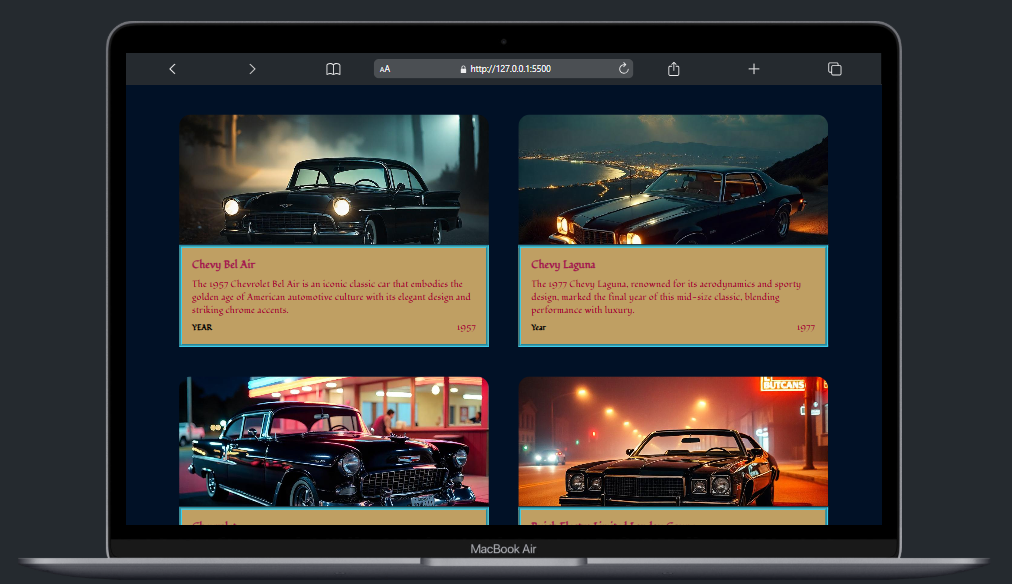 AA
http://127.0.0.1:5500
Chevy Bel Air
The 1957 Chevrolet Bel Air is an iconic classic car that embodies the
golden age of American automotive culture with its elegant design and
striking chrome accents.
YEAR 1957
Chevy Laguna
The 1977 Chevy Laguna, renowned for its aerodynamics and sporty
design, marked the final year of this mid-size classic, blending
performance with luxury.
Year 1977
BUTCANS
MacBook Air